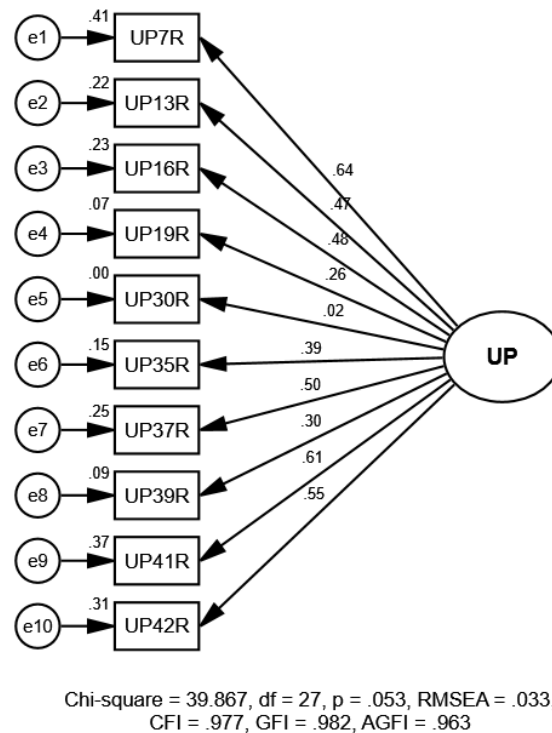 .41
e1 UP7R
.22
e2 UP13R
.23
e3 UP16R
.07
e4 UP19R
.00
e5 UP30R
.15
e6 UP35R
.25
e7 UP37R
.09
e8 UP39R
.37
e9 UP41R
.31
e10 UP42R
.64
.47
.48
.26
.02
.39
.50
.30
.61
.55
UP
Chi-square = 39.867, df = 27, p = .053, RMSEA = .033
CFI = .977, GFI = .982, AGFI = .963